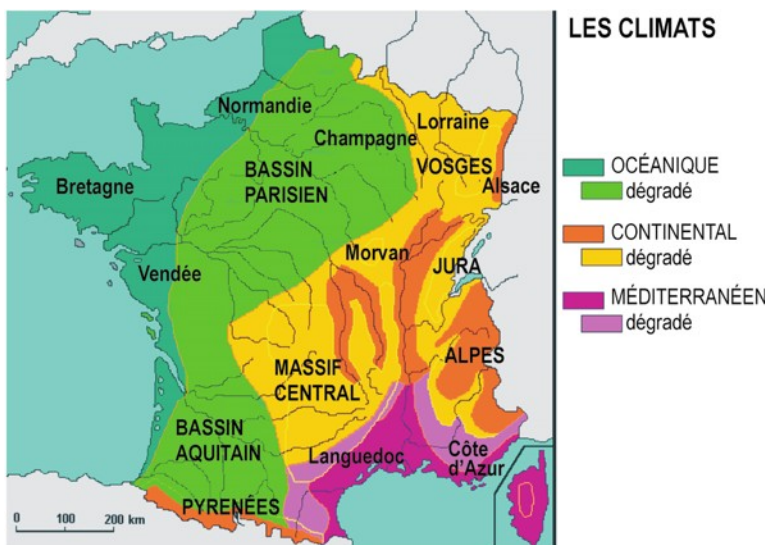 LES CLIMATS
Normandie
Champagne
Lorraine
VOSGES
Alsace
Bretagne
BASSIN
PARISIEN
Vendée
Morvan
JURA
MASSIF
CENTRAL
ALPES
BASSIN
AQUITAIN
Languedoc
Côte
d'Azur
PYRENÉES
0 100 200 km
OCÉANIQUE
dégradé
CONTINENTAL
dégradé
MÉDITERRANÉEN
dégradé